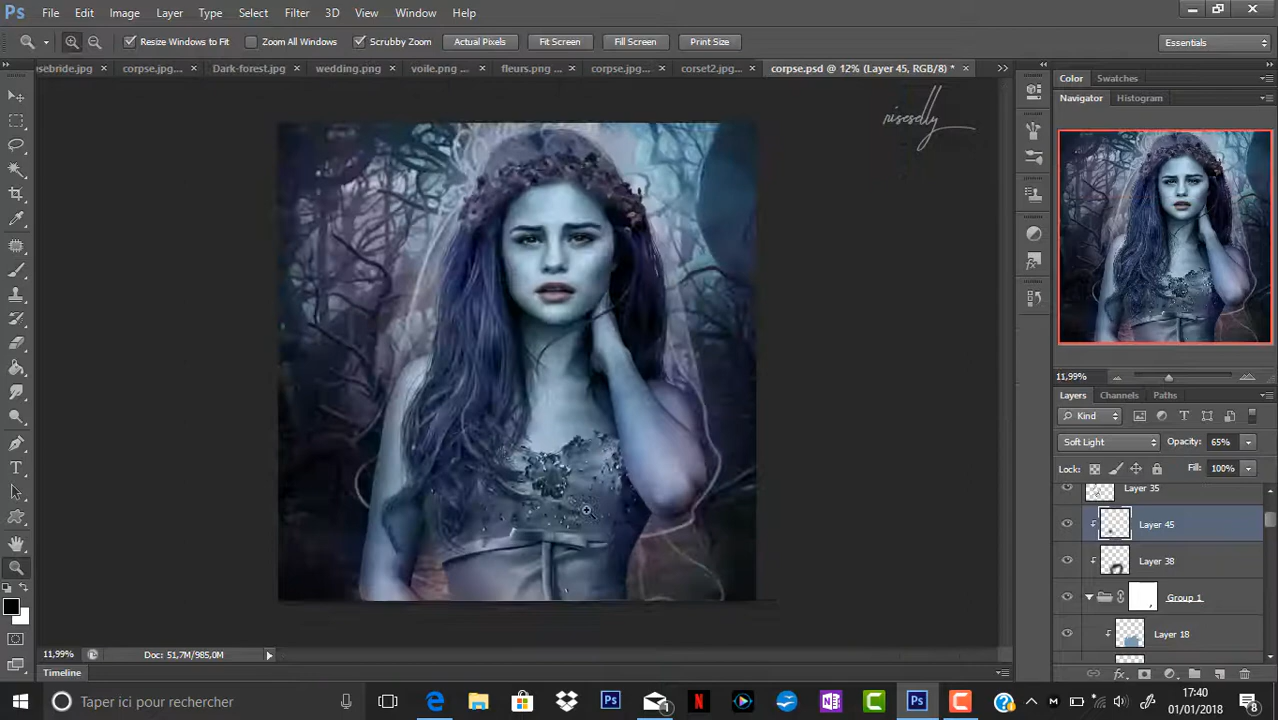 Ps File Edit Image Layer Type Select Filter 3D View Window Help
Resize Windows to Fit Zoom All Windows Scrubby Zoom Actual Pixels Fit Screen Fill Screen Print Size Essentials
sebride.jpg × corpse.jpg... × Dark-forest.jpg × wedding.png × voile.png ... × fleurs.png ... × corpse.jpg... × corset2.jpg... × corpse.psd @ 12% (Layer 45, RGB/8) * ×
Color Swatches
Navigator Histogram
riseselly
11,99%
Layers Channels Paths
Kind
Soft Light Opacity: 65%
Lock: Fill: 100%
Layer 35
Layer 45
Layer 38
Group 1
Layer 18
11,99% Doc: 51,7M/985,0M
Timeline
Taper ici pour rechercher
17:40
01/01/2018